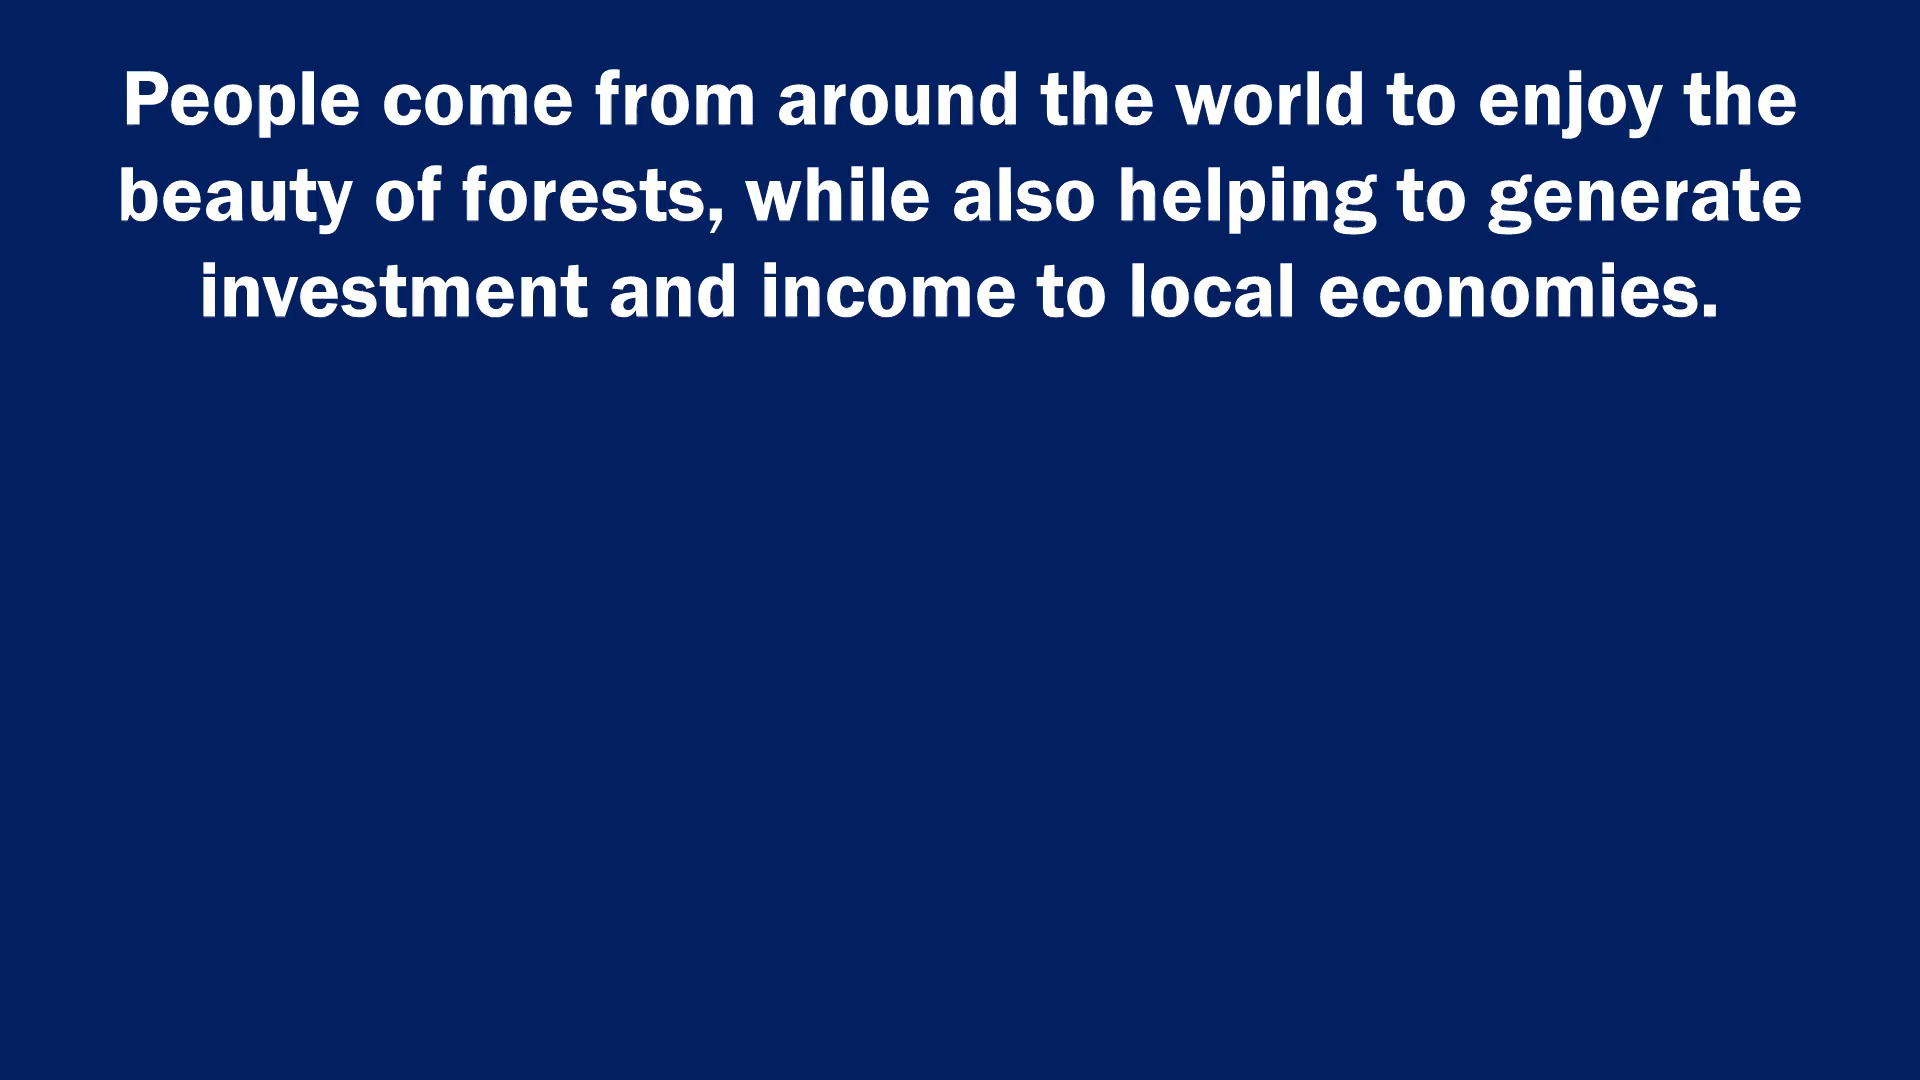 People come from around the world to enjoy the
beauty of forests, while also helping to generate
investment and income to local economies.